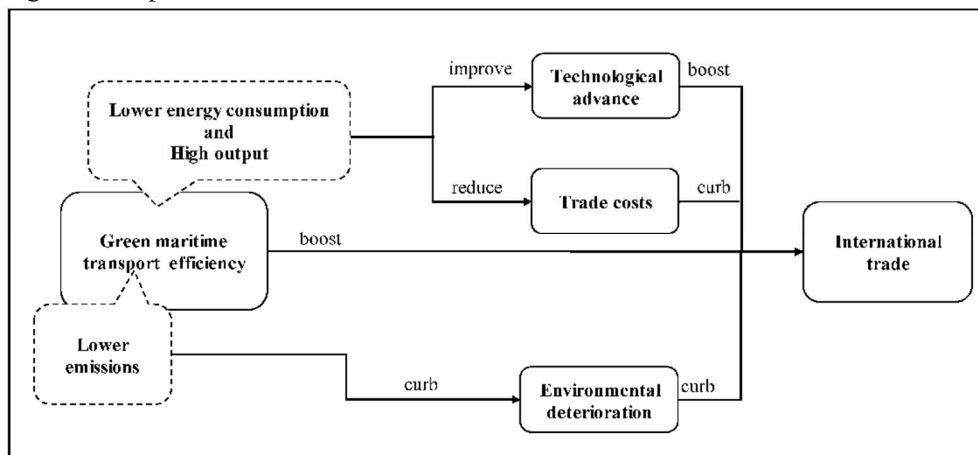 improve
Technological
advance
boost
Lower energy consumption
and
High output
reduce
Trade costs
curb
Green maritime
transport efficiency
boost
International
trade
Lower
emissions
curb
Environmental
deterioration
curb